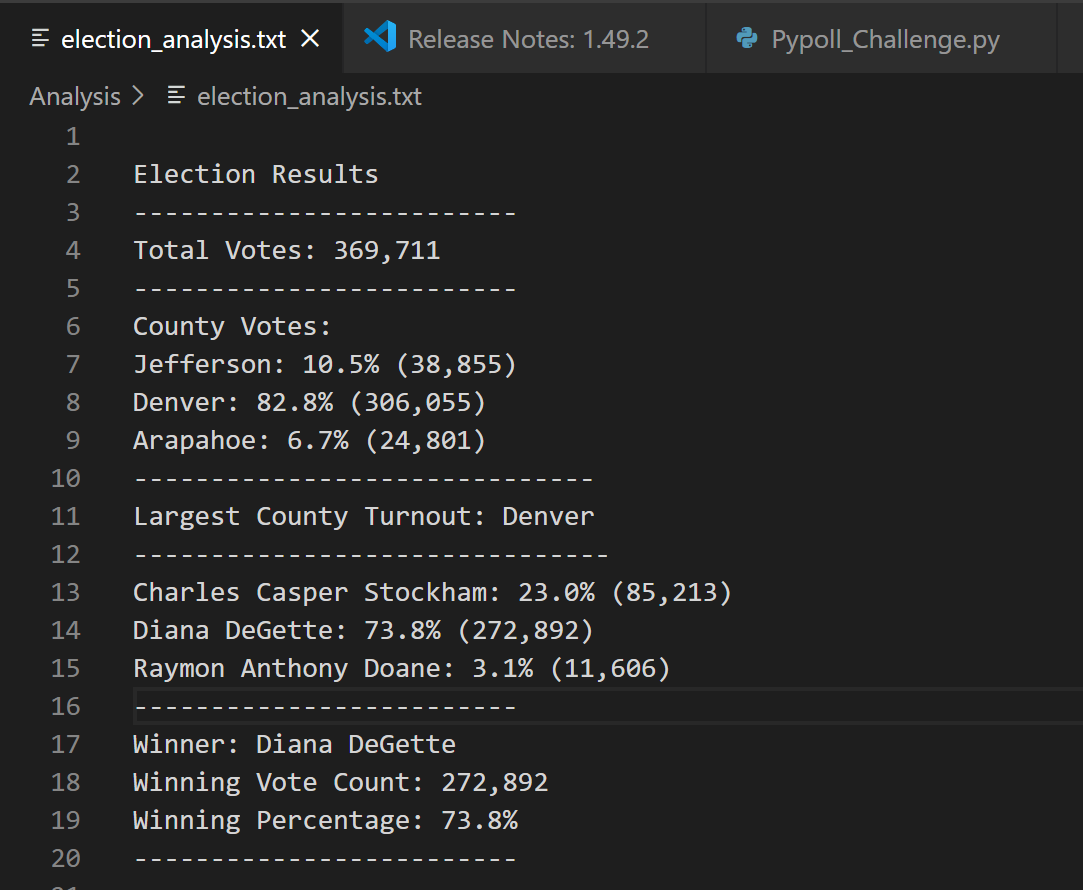 election_analysis.txt Release Notes: 1.49.2 Pypoll_Challenge.py
Analysis > election_analysis.txt
1
2 Election Results
3 -------------------------
4 Total Votes: 369,711
5 -------------------------
6 County Votes:
7 Jefferson: 10.5% (38,855)
8 Denver: 82.8% (306,055)
9 Arapahoe: 6.7% (24,801)
10 ------------------------------
11 Largest County Turnout: Denver
12 -------------------------------
13 Charles Casper Stockham: 23.0% (85,213)
14 Diana DeGette: 73.8% (272,892)
15 Raymon Anthony Doane: 3.1% (11,606)
16 -------------------------
17 Winner: Diana DeGette
18 Winning Vote Count: 272,892
19 Winning Percentage: 73.8%
20 -------------------------